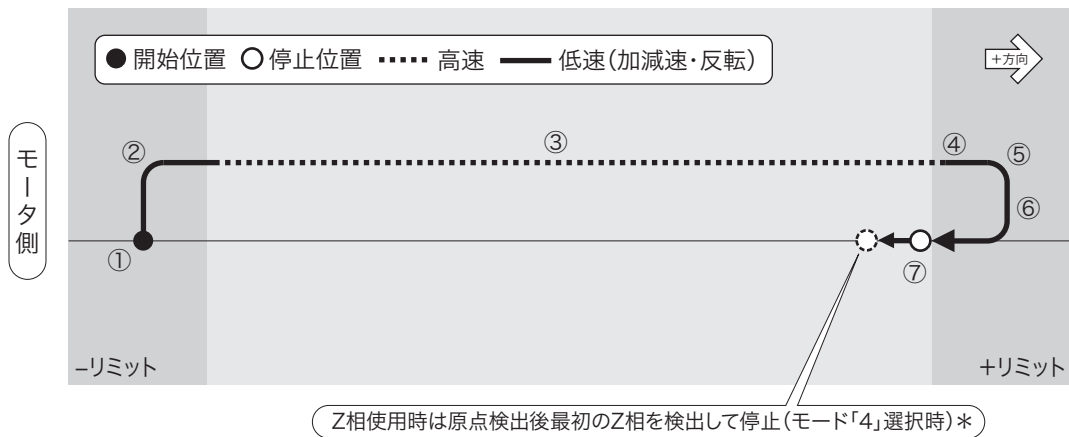 ●開始位置 ○停止位置 高速 低速(加減速・反転)
+方向
モータ側
①
②
③
④
⑤
⑥
⑦
−リミット
+リミット
Z相使用時は原点検出後最初のZ相を検出して停止(モード「4」選択時)＊